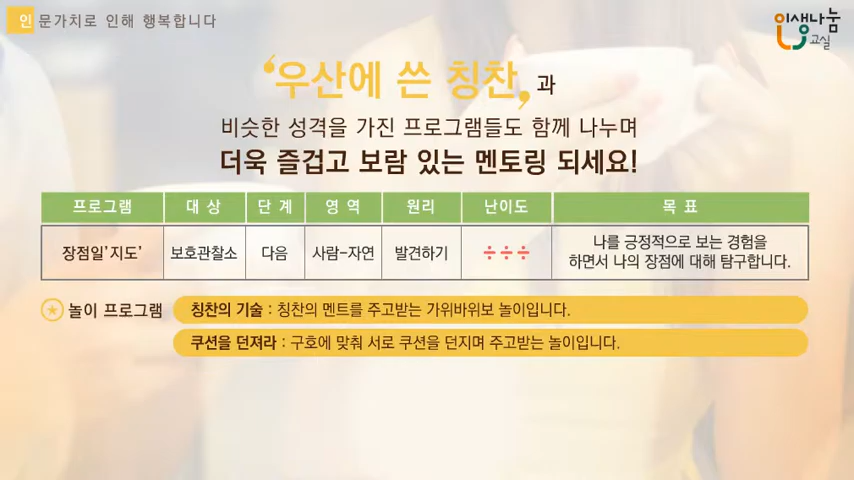 인문가치로 인해 행복합니다
인생나눔
교실
‘우산에 쓴 칭찬’과
비슷한 성격을 가진 프로그램들도 함께 나누며
더욱 즐겁고 보람 있는 멘토링 되세요!
프로그램 대 상 단 계 영 역 원리 난이도 목 표
장점일'지도' 보호관찰소 다음 사람-자연 발견하기 ÷÷÷ 나를 긍정적으로 보는 경험을
하면서 나의 장점에 대해 탐구합니다.
놀이 프로그램 칭찬의 기술 : 칭찬의 멘트를 주고받는 가위바위보 놀이입니다.
쿠션을 던져라 : 구호에 맞춰 서로 쿠션을 던지며 주고받는 놀이입니다.